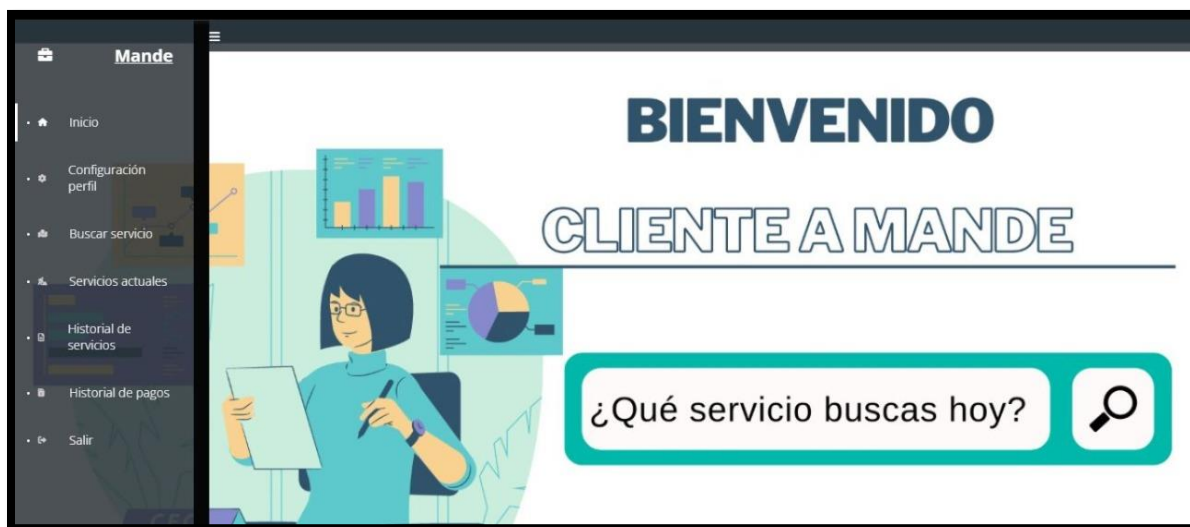 Mande
Inicio
Configuración
perfil
Buscar servicio
Servicios actuales
Historial de
servicios
Historial de pagos
Salir
BIENVENIDO
CLIENTE A MANDE
¿Qué servicio buscas hoy?
CEO